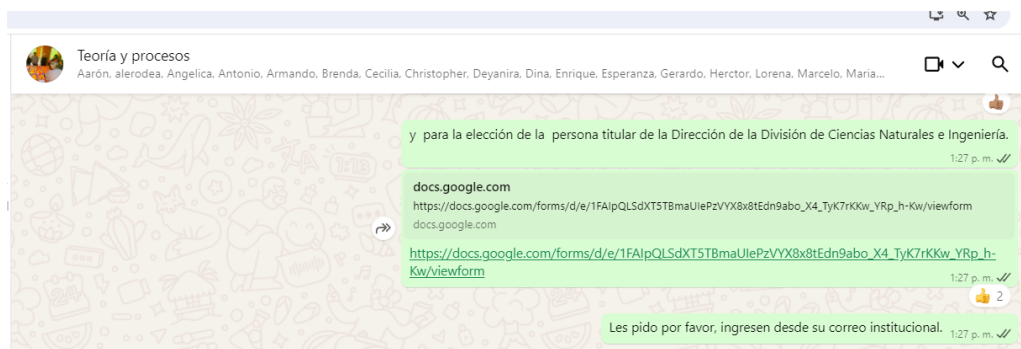 Teoría y procesos
Aarón, alerodea, Angelica, Antonio, Armando, Brenda, Cecilia, Christopher, Deyanira, Dina, Enrique, Esperanza, Gerardo, Herctor, Lorena, Marcelo, Maria...
y para la elección de la persona titular de la Dirección de la División de Ciencias Naturales e Ingeniería.
1:27 p. m.
docs.google.com
https://docs.google.com/forms/d/e/1FAIpQLSdXT5TBmaUIePzVYX8x8tEdn9abo_X4_TyK7rKKw_YRp_h-Kw/viewform
docs.google.com
https://docs.google.com/forms/d/e/1FAIpQLSdXT5TBmaUIePzVYX8x8tEdn9abo_X4_TyK7rKKw_YRp_h-
Kw/viewform
1:27 p. m.
2
Les pido por favor, ingresen desde su correo institucional. 1:27 p. m.